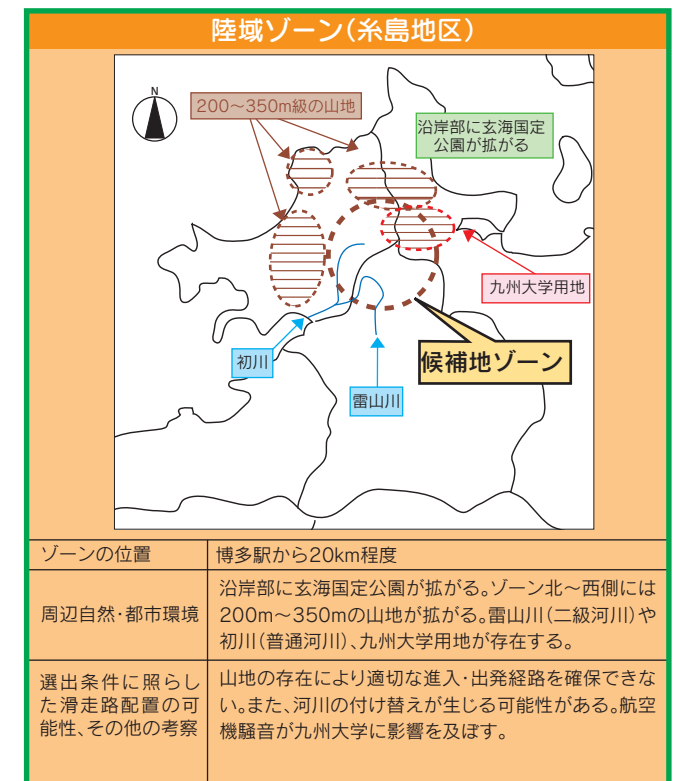 陸域ゾーン(糸島地区)
N
200～350m級の山地
沿岸部に玄海国定
公園が拡がる
九州大学用地
初川
候補地ゾーン
雷山川
ゾーンの位置
博多駅から20km程度
周辺自然・都市環境
沿岸部に玄海国定公園が拡がる。ゾーン北～西側には
200m～350mの山地が拡がる。雷山川(二級河川)や
初川(普通河川)、九州大学用地が存在する。
選出条件に照らし
た滑走路配置の可
能性、その他の考察
山地の存在により適切な進入・出発経路を確保できな
い。また、河川の付け替えが生じる可能性がある。航空
機騒音が九州大学に影響を及ぼす。